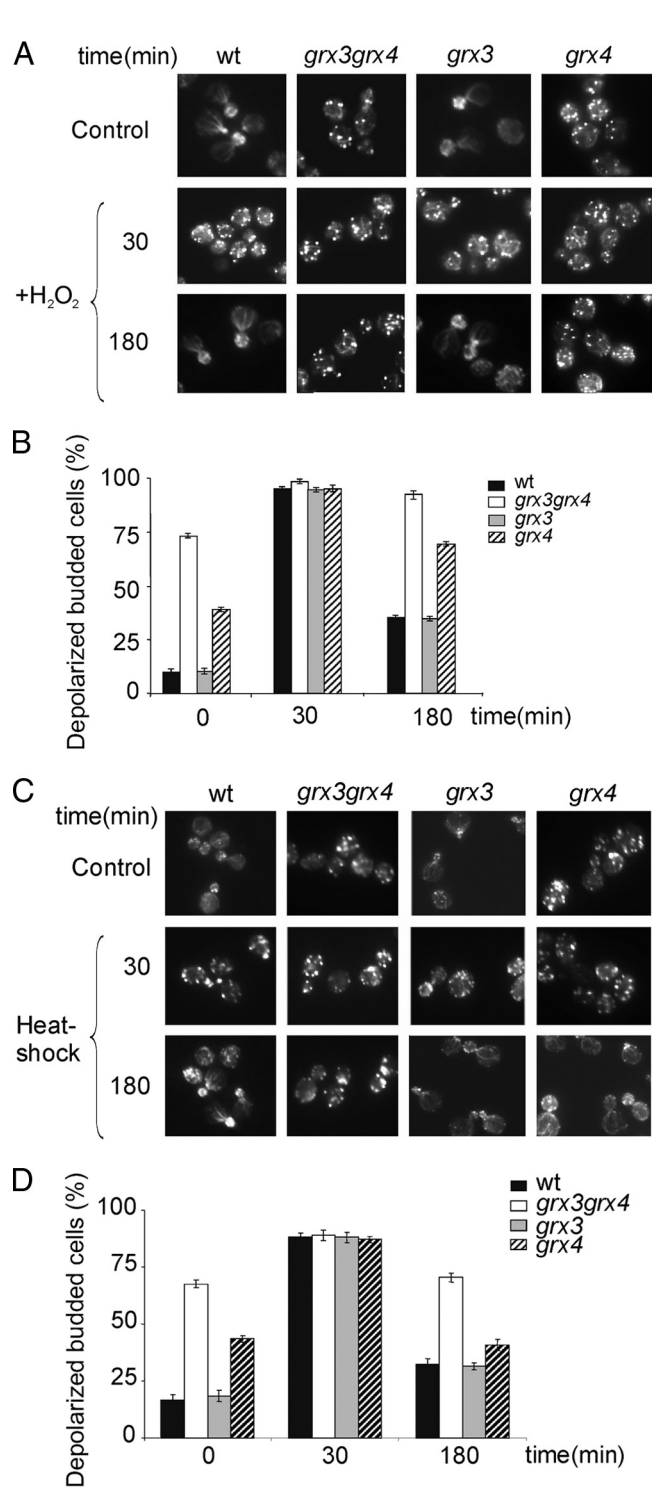 A
time(min) wt grx3grx4 grx3 grx4
Control
30
+H₂O₂
180
B
Depolarized budded cells (%)
100
75
50
25
0
0 30 180 time(min)
wt
grx3grx4
grx3
grx4
C
wt grx3grx4 grx3 grx4
time(min)
Control
30
Heat-
shock
180
D
Depolarized budded cells (%)
100
75
50
25
0
0 30 180 time(min)
wt
grx3grx4
grx3
grx4